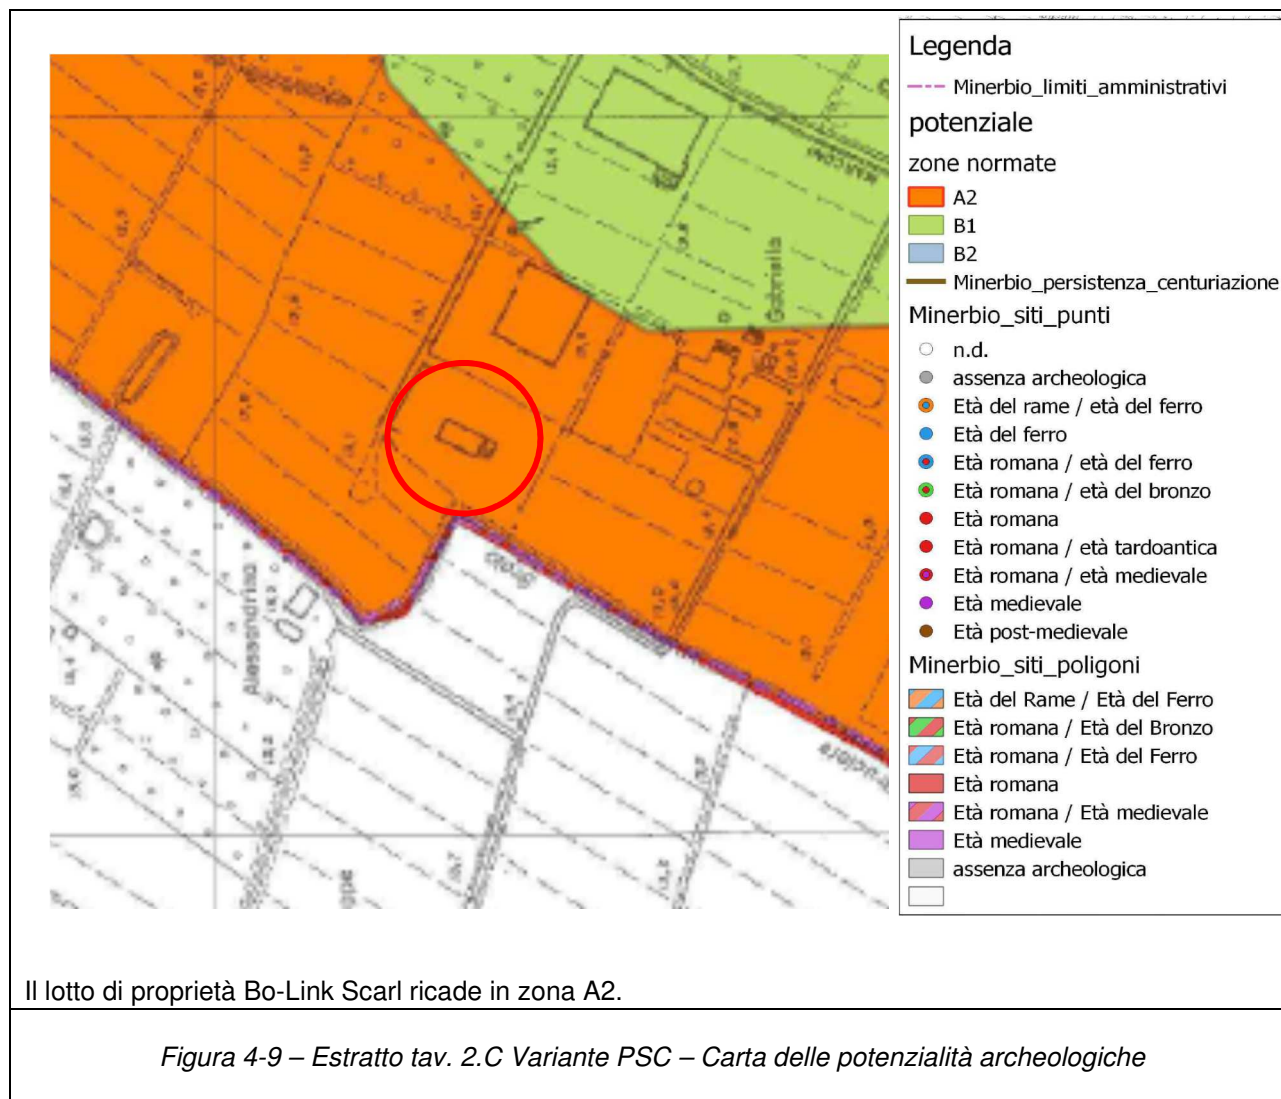 Legenda
Minerbio_limiti_amministrativi
potenziale
zone normate
A2
B1
B2
Minerbio_persistenza_centuriazione
Minerbio_siti_punti
n.d.
assenza archeologica
Età del rame / età del ferro
Età del ferro
Età romana / età del ferro
Età romana / età del bronzo
Età romana
Età romana / età tardoantica
Età romana / età medievale
Età medievale
Età post-medievale
Minerbio_siti_poligoni
Età del Rame / Età del Ferro
Età romana / Età del Bronzo
Età romana / Età del Ferro
Età romana
Età romana / Età medievale
Età medievale
assenza archeologica
MARCONI
Gabriella
Alessandrina
Il lotto di proprietà Bo-Link Scarl ricade in zona A2.
Figura 4-9 – Estratto tav. 2.C Variante PSC – Carta delle potenzialità archeologiche